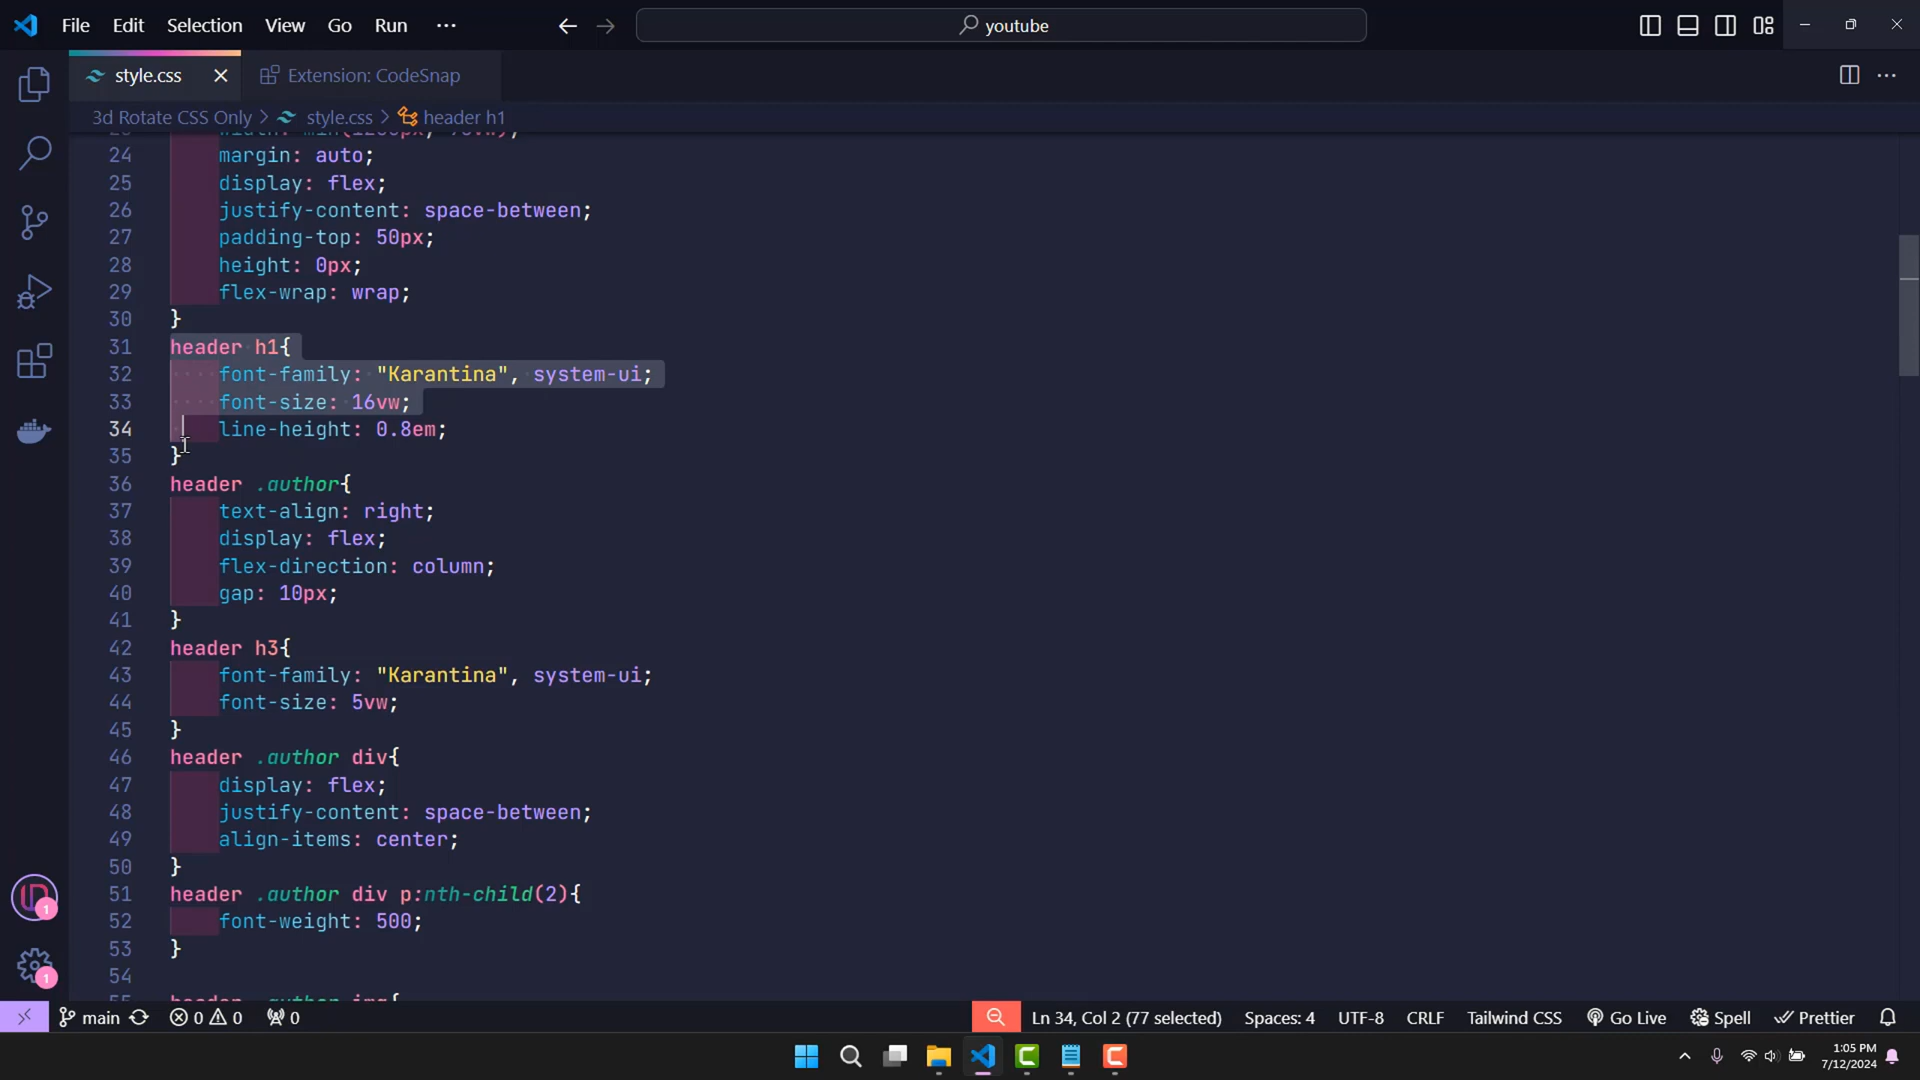 File Edit Selection View Go Run ··· youtube
style.css Extension: CodeSnap
3d Rotate CSS Only > style.css > header h1
24 margin: auto;
25 display: flex;
26 justify-content: space-between;
27 padding-top: 50px;
28 height: 0px;
29 flex-wrap: wrap;
30 }
31 header h1{
32 font-family: "Karantina", system-ui;
33 font-size: 16vw;
34 line-height: 0.8em;
35 }
36 header .author{
37 text-align: right;
38 display: flex;
39 flex-direction: column;
40 gap: 10px;
41 }
42 header h3{
43 font-family: "Karantina", system-ui;
44 font-size: 5vw;
45 }
46 header .author div{
47 display: flex;
48 justify-content: space-between;
49 align-items: center;
50 }
51 header .author div p:nth-child(2){
52 font-weight: 500;
53 }
54
55 header .author img{
1
1
main 0 0 0 Ln 34, Col 2 (77 selected) Spaces: 4 UTF-8 CRLF Tailwind CSS Go Live Spell Prettier
1:05 PM
7/12/2024